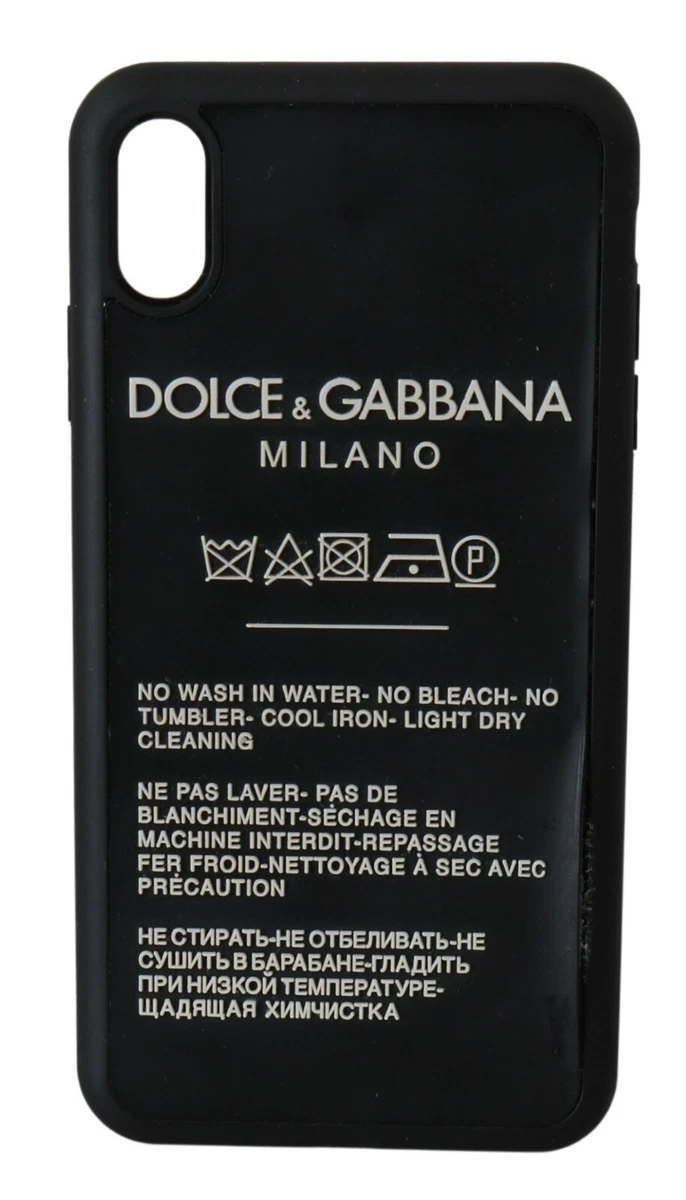 DOLCE & GABBANA
MILANO
P
NO WASH IN WATER- NO BLEACH- NO
TUMBLER- COOL IRON- LIGHT DRY
CLEANING
NE PAS LAVER- PAS DE
BLANCHIMENT-SÉCHAGE EN
MACHINE INTERDIT-REPASSAGE
FER FROID-NETTOYAGE À SEC AVEC
PRÉCAUTION
НЕ СТИРАТЬ-НЕ ОТБЕЛИВАТЬ-НЕ
СУШИТЬ В БАРАБАНЕ-ГЛАДИТЬ
ПРИ НИЗКОЙ ТЕМПЕРАТУРЕ-
ЩАДЯЩАЯ ХИМЧИСТКА